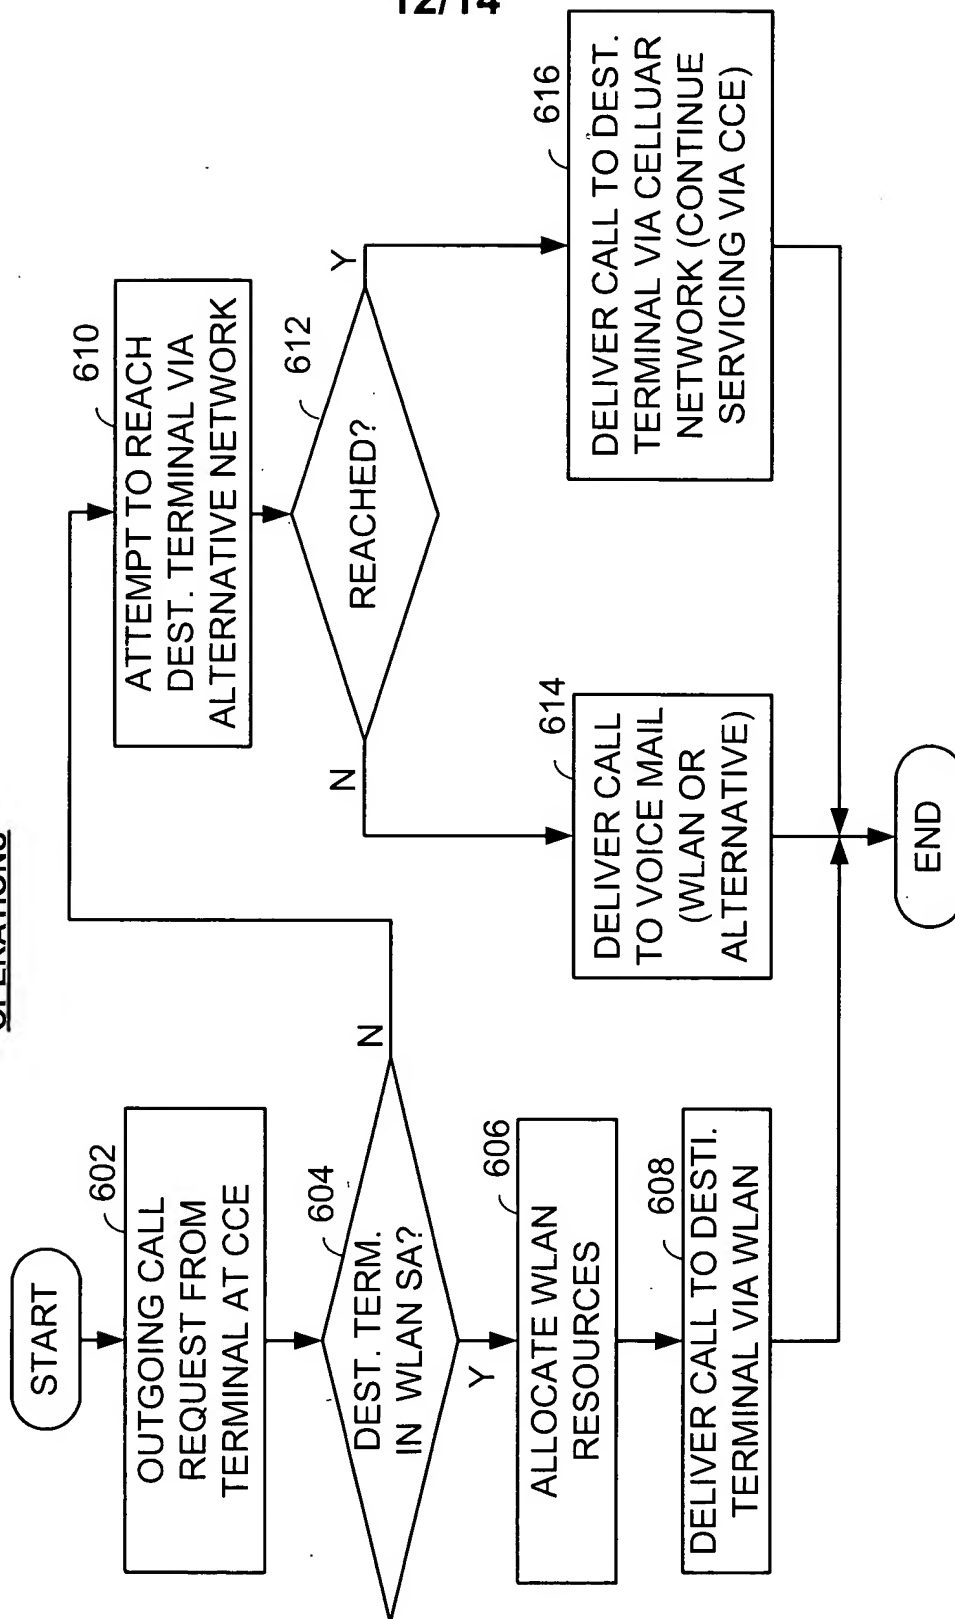 12/14
OPERATIONS
START
602
OUTGOING CALL
REQUEST FROM
TERMINAL AT CCE
604
DEST. TERM.
IN WLAN SA?
N
Y
606
ALLOCATE WLAN
RESOURCES
608
DELIVER CALL TO DESTI.
TERMINAL VIA WLAN
610
ATTEMPT TO REACH
DEST. TERMINAL VIA
ALTERNATIVE NETWORK
612
REACHED?
N
Y
614
DELIVER CALL
TO VOICE MAIL
(WLAN OR
ALTERNATIVE)
616
DELIVER CALL TO DEST.
TERMINAL VIA CELLUAR
NETWORK (CONTINUE
SERVICING VIA CCE)
END